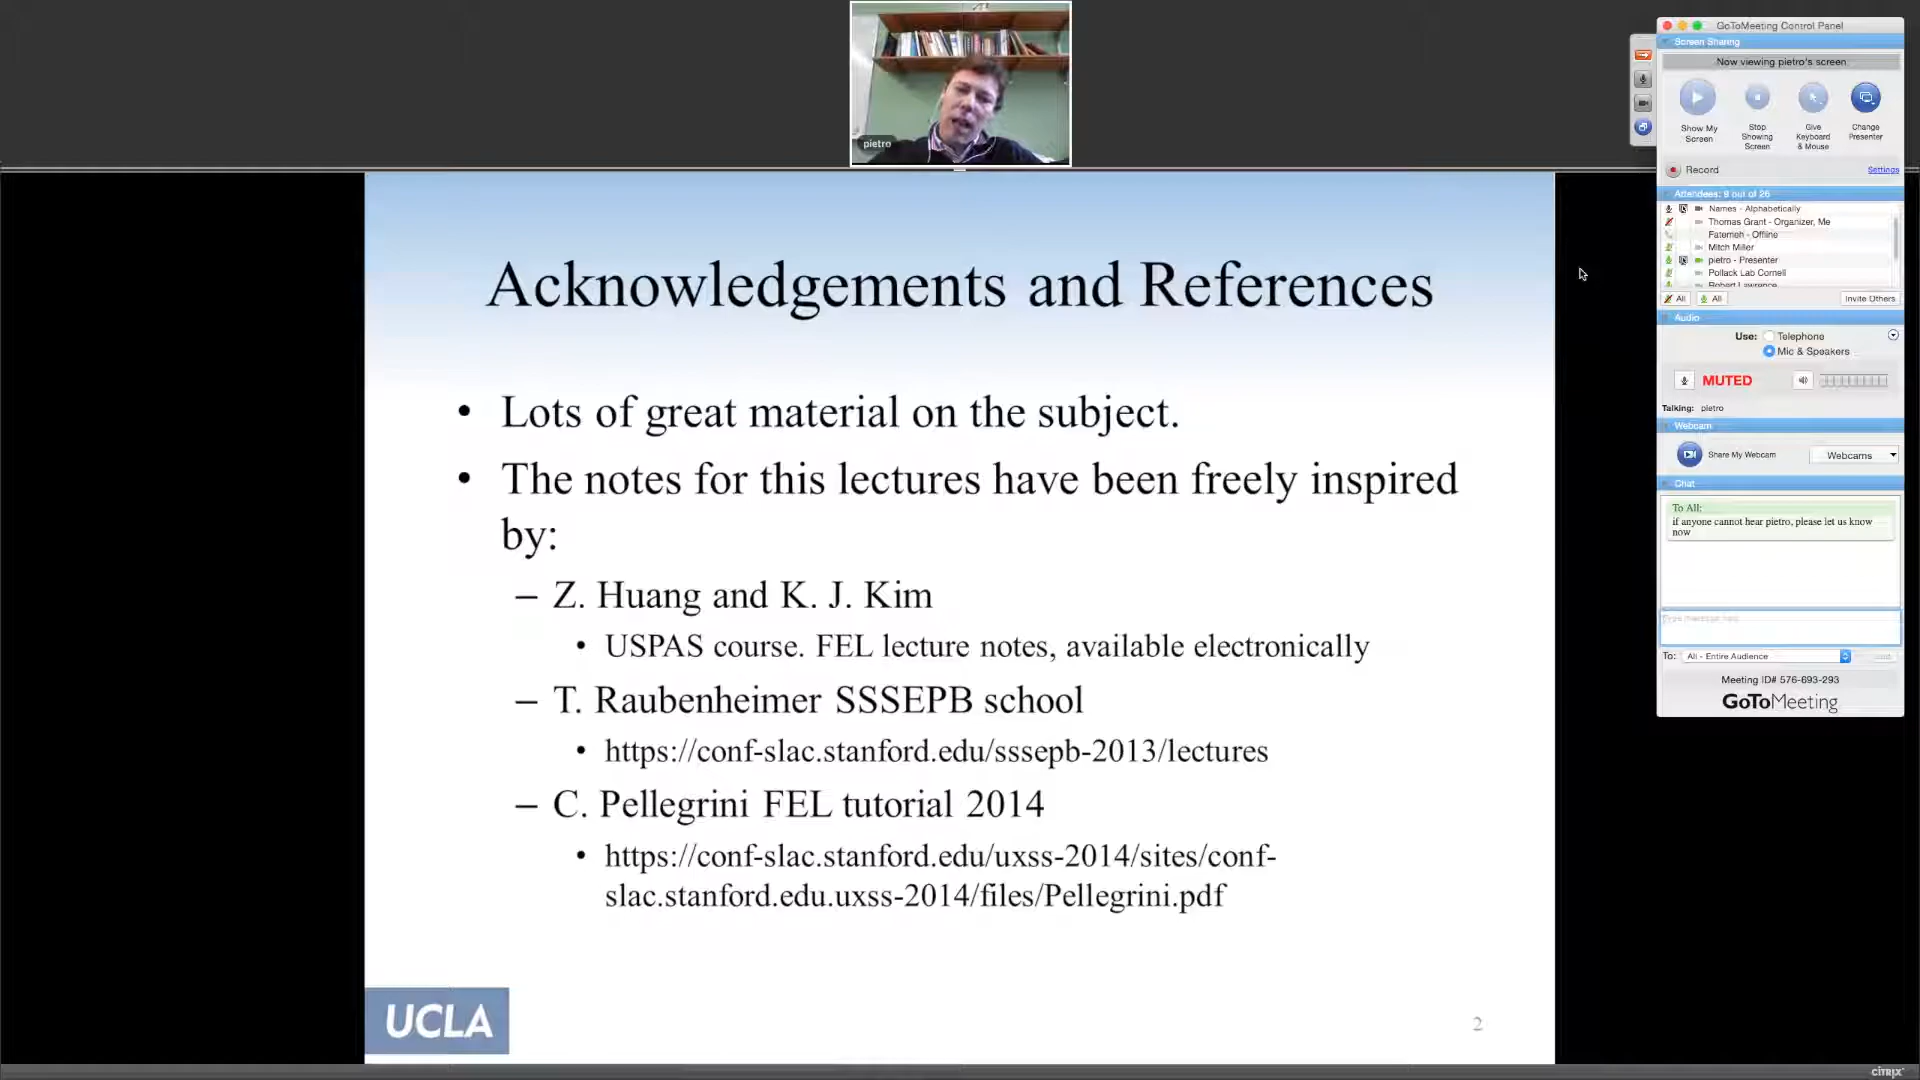 pietro
Acknowledgements and References
• Lots of great material on the subject.
• The notes for this lectures have been freely inspired
by:
– Z. Huang and K. J. Kim
• USPAS course. FEL lecture notes, available electronically
– T. Raubenheimer SSSEPB school
• https://conf-slac.stanford.edu/sssepb-2013/lectures
– C. Pellegrini FEL tutorial 2014
• https://conf-slac.stanford.edu/uxss-2014/sites/conf-
slac.stanford.edu.uxss-2014/files/Pellegrini.pdf
UCLA
2
GoToMeeting Control Panel
Screen Sharing
Now viewing pietro's screen
Show My Screen
Stop Showing Screen
Give Keyboard & Mouse
Change Presenter
Record
Settings
Attendees: 9 out of 26
Names - Alphabetically
Thomas Grant - Organizer, Me
Fatemeh - Offline
Mitch Miller
pietro - Presenter
Pollack Lab Cornell
Robert Lawrence
All
All
Invite Others
Audio
Use: Telephone
Mic & Speakers
MUTED
Talking: pietro
Webcam
Share My Webcam
Webcams
Chat
To All:
if anyone cannot hear pietro, please let us know
now
To: All - Entire Audience
Meeting ID# 576-693-293
GoToMeeting
CITRIX